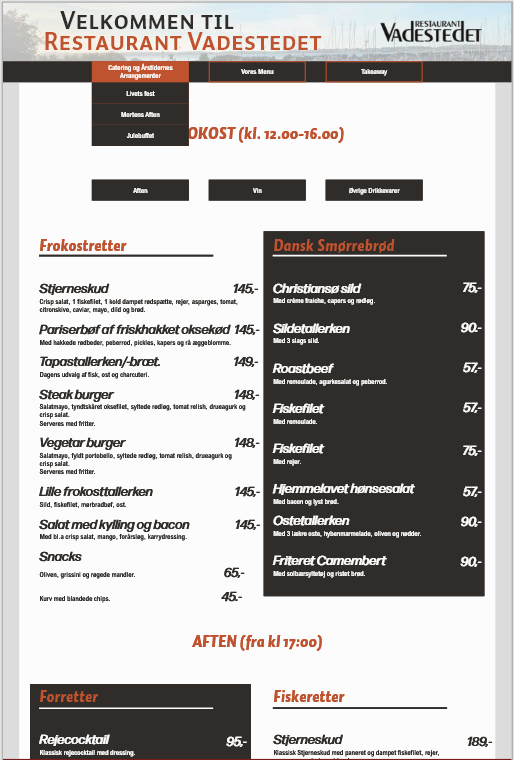 Velkommen til
Restaurant Vadestedet
RESTAURANT
VADESTEDET
Catering og Årstidernes
Arrangementer
Vores Menu
Takeaway
Livets fest
Mortens Aften
Julebuffet
OKOST (kl. 12.00-16.00)
Aften
Vin
Øvrige Drikkevarer
Frokostretter
Stjerneskud 145,-
Crisp salat, 1 fiskefilet, 1 kold dampet rødspætte, rejer, asparges, tomat,
citronskive, caviar, mayo, dild og brød.
Pariserbøf af friskhakket oksekød 145,-
Med hakkede rødbeder, peberrod, pickles, kapers og rå æggeblomme.
Tapastallerken/-bræt. 149,-
Dagens udvalg af fisk, ost og charcuteri.
Steak burger 148,-
Salatmayo, tyndtskåret oksefilet, syltede rødløg, tomat relish, drueagurk og
crisp salat.
Serveres med fritter.
Vegetar burger 148,-
Salatmayo, fyldt portobello, syltede rødløg, tomat relish, drueagurk og
crisp salat.
Serveres med fritter.
Lille frokosttallerken 145,-
Sild, fiskefilet, mørbradbøf, ost.
Salat med kylling og bacon 145,-
Med bl.a crisp salat, mango, forårsløg, karrydressing.
Snacks
Oliven, grissini og røgede mandler. 65,-
Kurv med blandede chips. 45.-
Dansk Smørrebrød
Christiansø sild 75,-
Med crème fraiche, capers og rødløg.
Sildetallerken 90.-
Med 3 slags sild.
Roastbeef 57,-
Med remoulade, agurkesalat og peberrod.
Fiskefilet 57,-
Med remoulade.
Fiskefilet 75,-
Med rejer.
Hjemmelavet hønsesalat 57,-
Med bacon og lyst brød.
Ostetallerken 90,-
Med 3 lækre oste, hybenmarmelade, oliven og nødder.
Friteret Camembert 90,-
Med solbærsyltetøj og ristet brød.
AFTEN (fra kl 17:00)
Forretter
Rejecocktail 95,-
Klassisk rejecocktail med dressing.
Fiskeretter
Stjerneskud 189,-
Klassisk Stjerneskud med paneret og dampet fiskefilet, rejer,